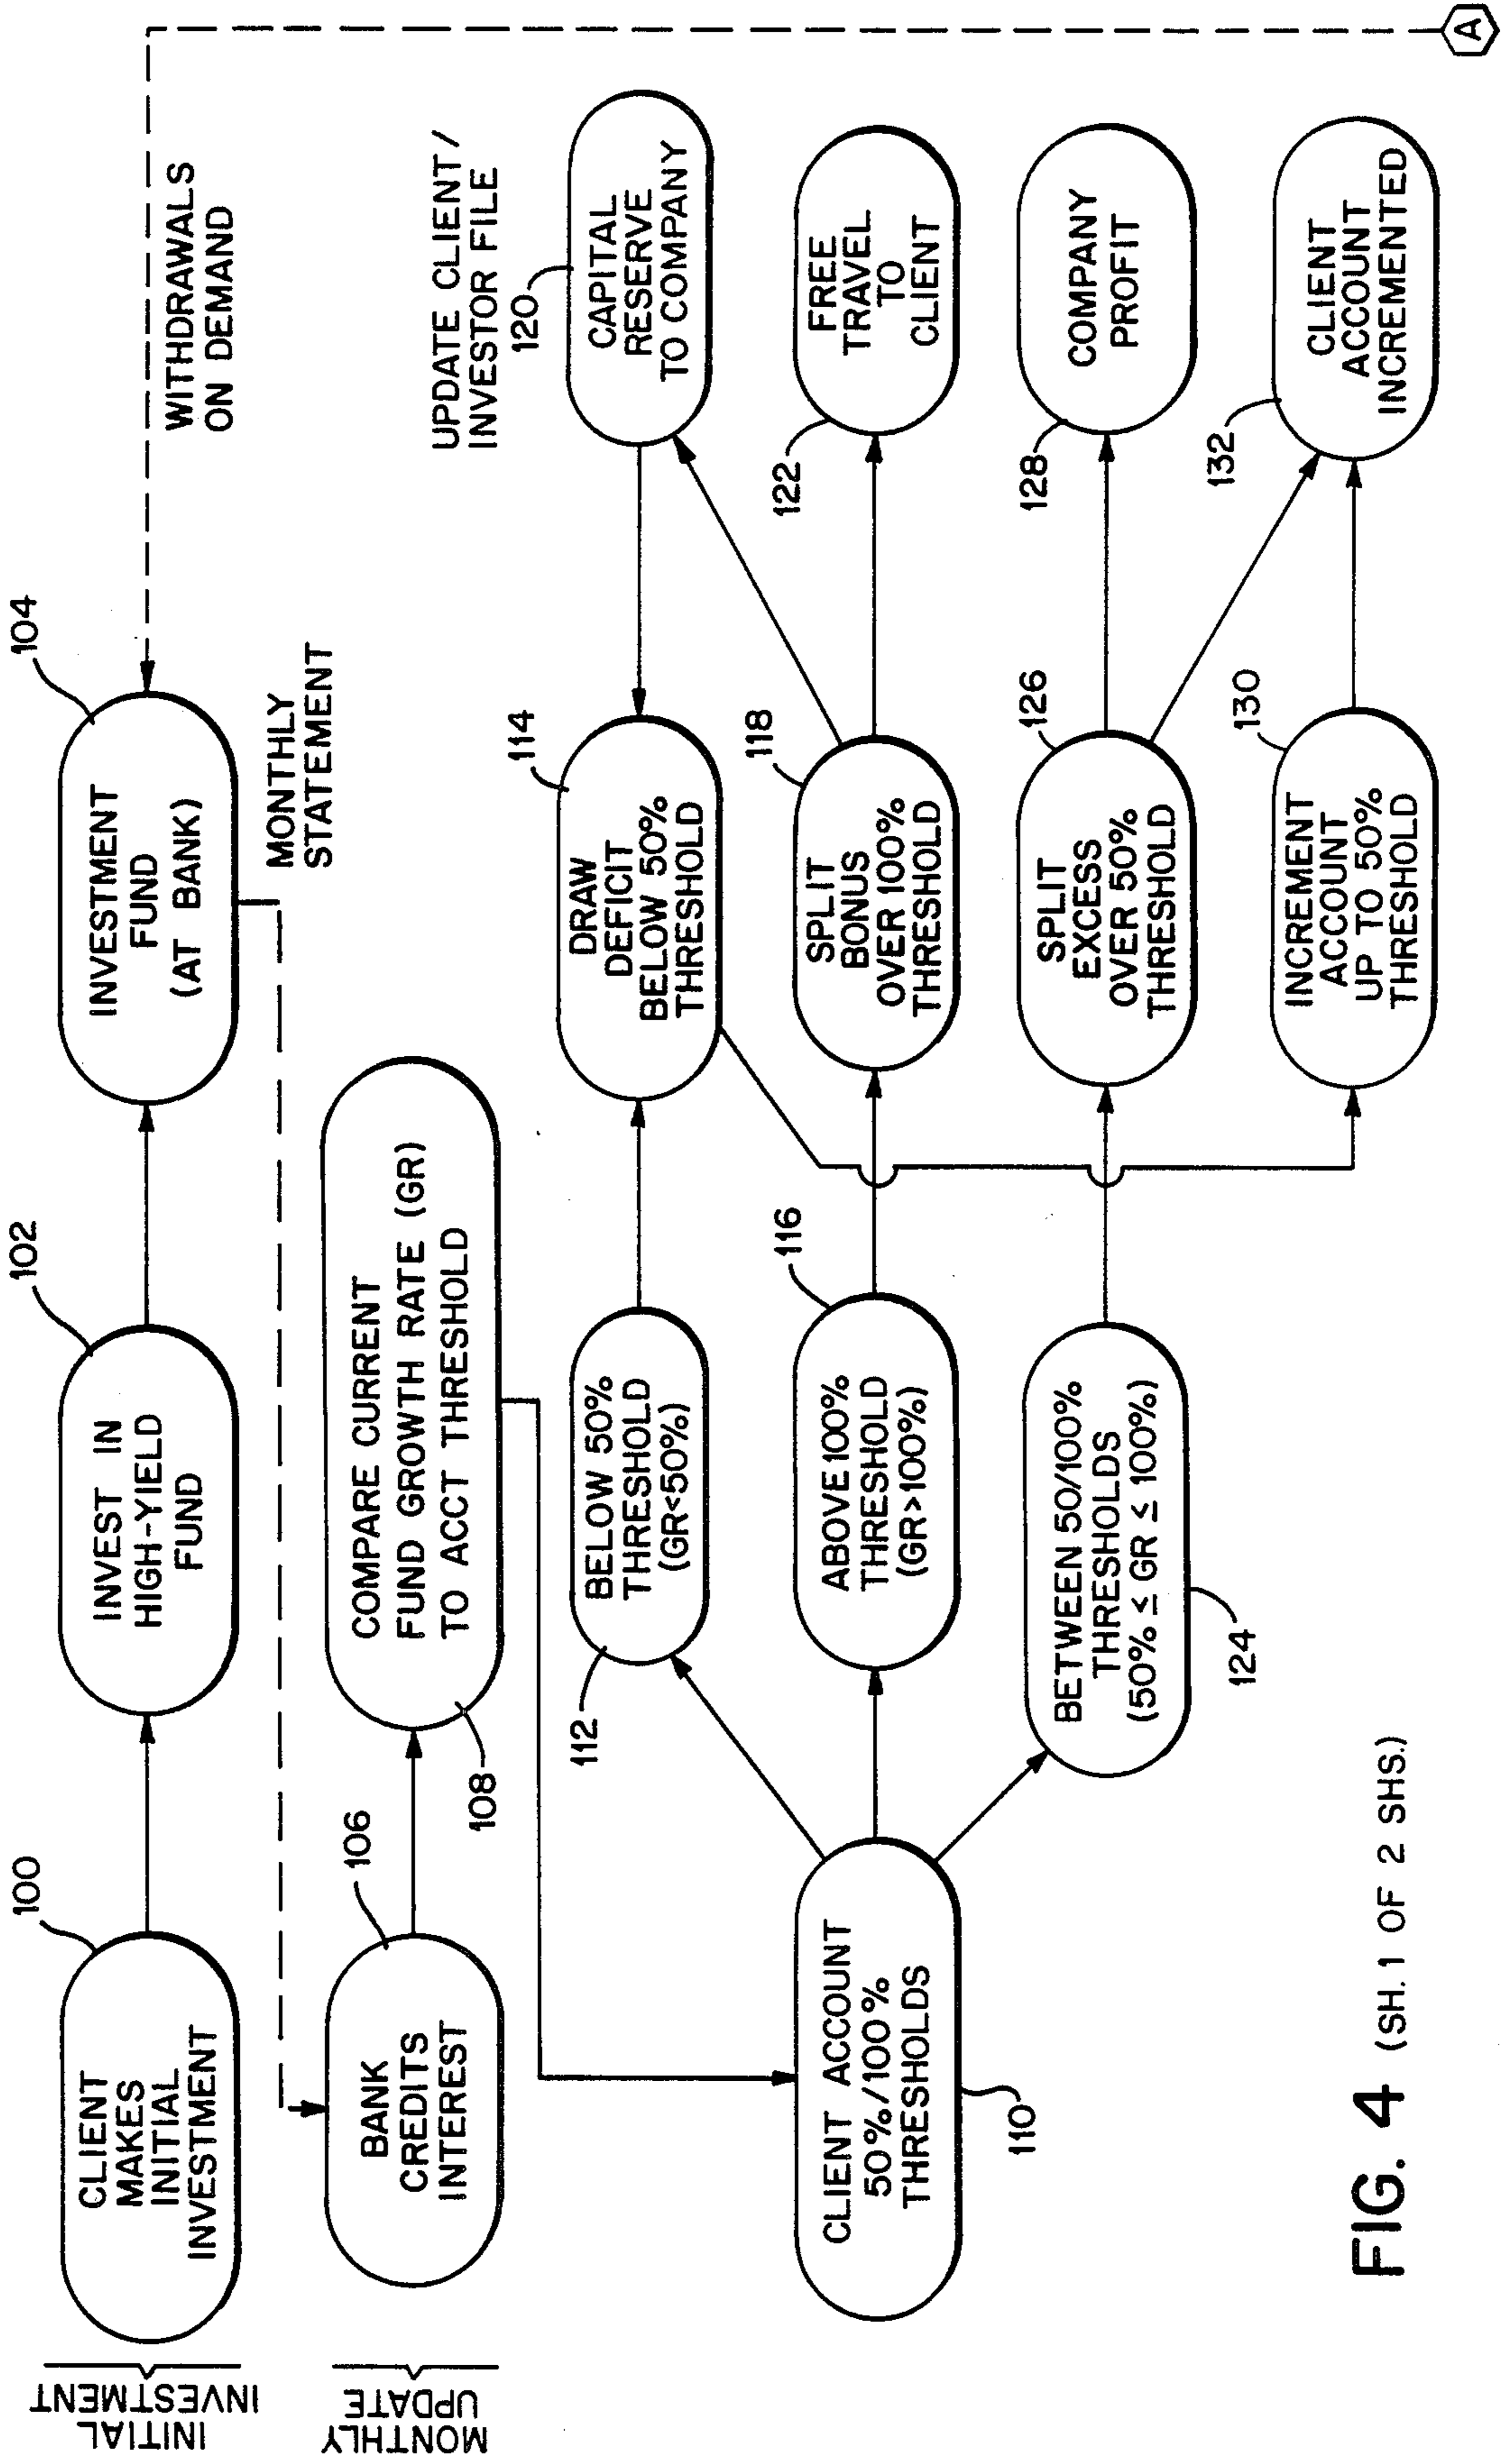 INITIAL
INVESTMENT
100
CLIENT
MAKES
INITIAL
INVESTMENT
102
INVEST IN
HIGH-YIELD
FUND
104
INVESTMENT
FUND
(AT BANK)
WITHDRAWALS
ON DEMAND
MONTHLY
STATEMENT
MONTHLY
UPDATE
106
BANK
CREDITS
INTEREST
108
COMPARE CURRENT
FUND GROWTH RATE (GR)
TO ACCT THRESHOLD
UPDATE CLIENT/
INVESTOR FILE
110
CLIENT ACCOUNT
50%/100%
THRESHOLDS
112
BELOW 50%
THRESHOLD
(GR<50%)
114
DRAW
DEFICIT
BELOW 50%
THRESHOLD
120
CAPITAL
RESERVE
TO COMPANY
116
ABOVE 100%
THRESHOLD
(GR>100%)
118
SPLIT
BONUS
OVER 100%
THRESHOLD
122
FREE
TRAVEL
TO
CLIENT
124
BETWEEN 50/100%
THRESHOLDS
(50% ≤ GR ≤ 100%)
126
SPLIT
EXCESS
OVER 50%
THRESHOLD
128
COMPANY
PROFIT
130
INCREMENT
ACCOUNT
UP TO 50%
THRESHOLD
132
CLIENT
ACCOUNT
INCREMENTED
A
FIG. 4 (SH. 1 OF 2 SHS.)